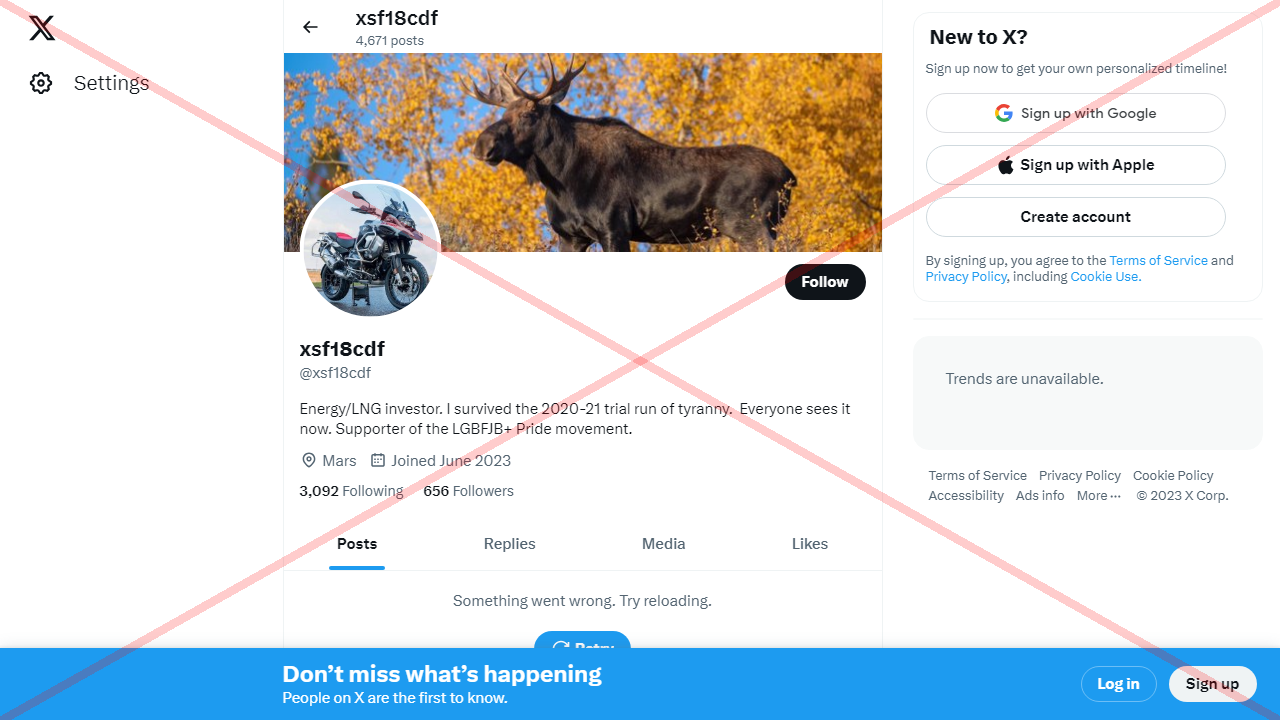 xsf18cdf
4,671 posts
Settings
Follow
xsf18cdf
@xsf18cdf
Energy/LNG investor. I survived the 2020-21 trial run of tyranny. Everyone sees it
now. Supporter of the LGBFJB+ Pride movement.
Mars Joined June 2023
3,092 Following 656 Followers
Posts Replies Media Likes
Something went wrong. Try reloading.
Retry
New to X?
Sign up now to get your own personalized timeline!
Sign up with Google
Sign up with Apple
Create account
By signing up, you agree to the Terms of Service and
Privacy Policy, including Cookie Use.
Trends are unavailable.
Terms of Service Privacy Policy Cookie Policy
Accessibility Ads info More ··· © 2023 X Corp.
Don’t miss what’s happening
People on X are the first to know.
Log in Sign up